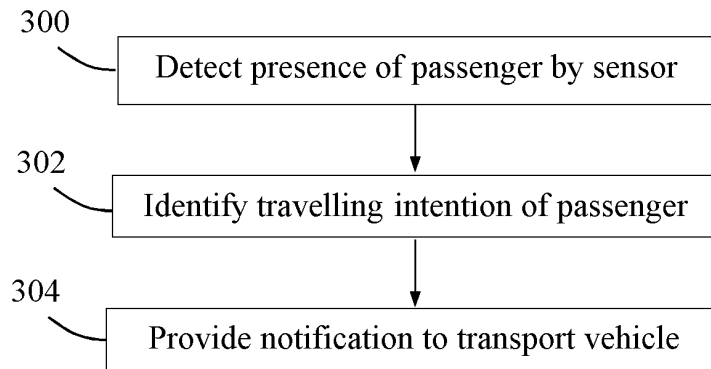 300
Detect presence of passenger by sensor
302
Identify travelling intention of passenger
304
Provide notification to transport vehicle